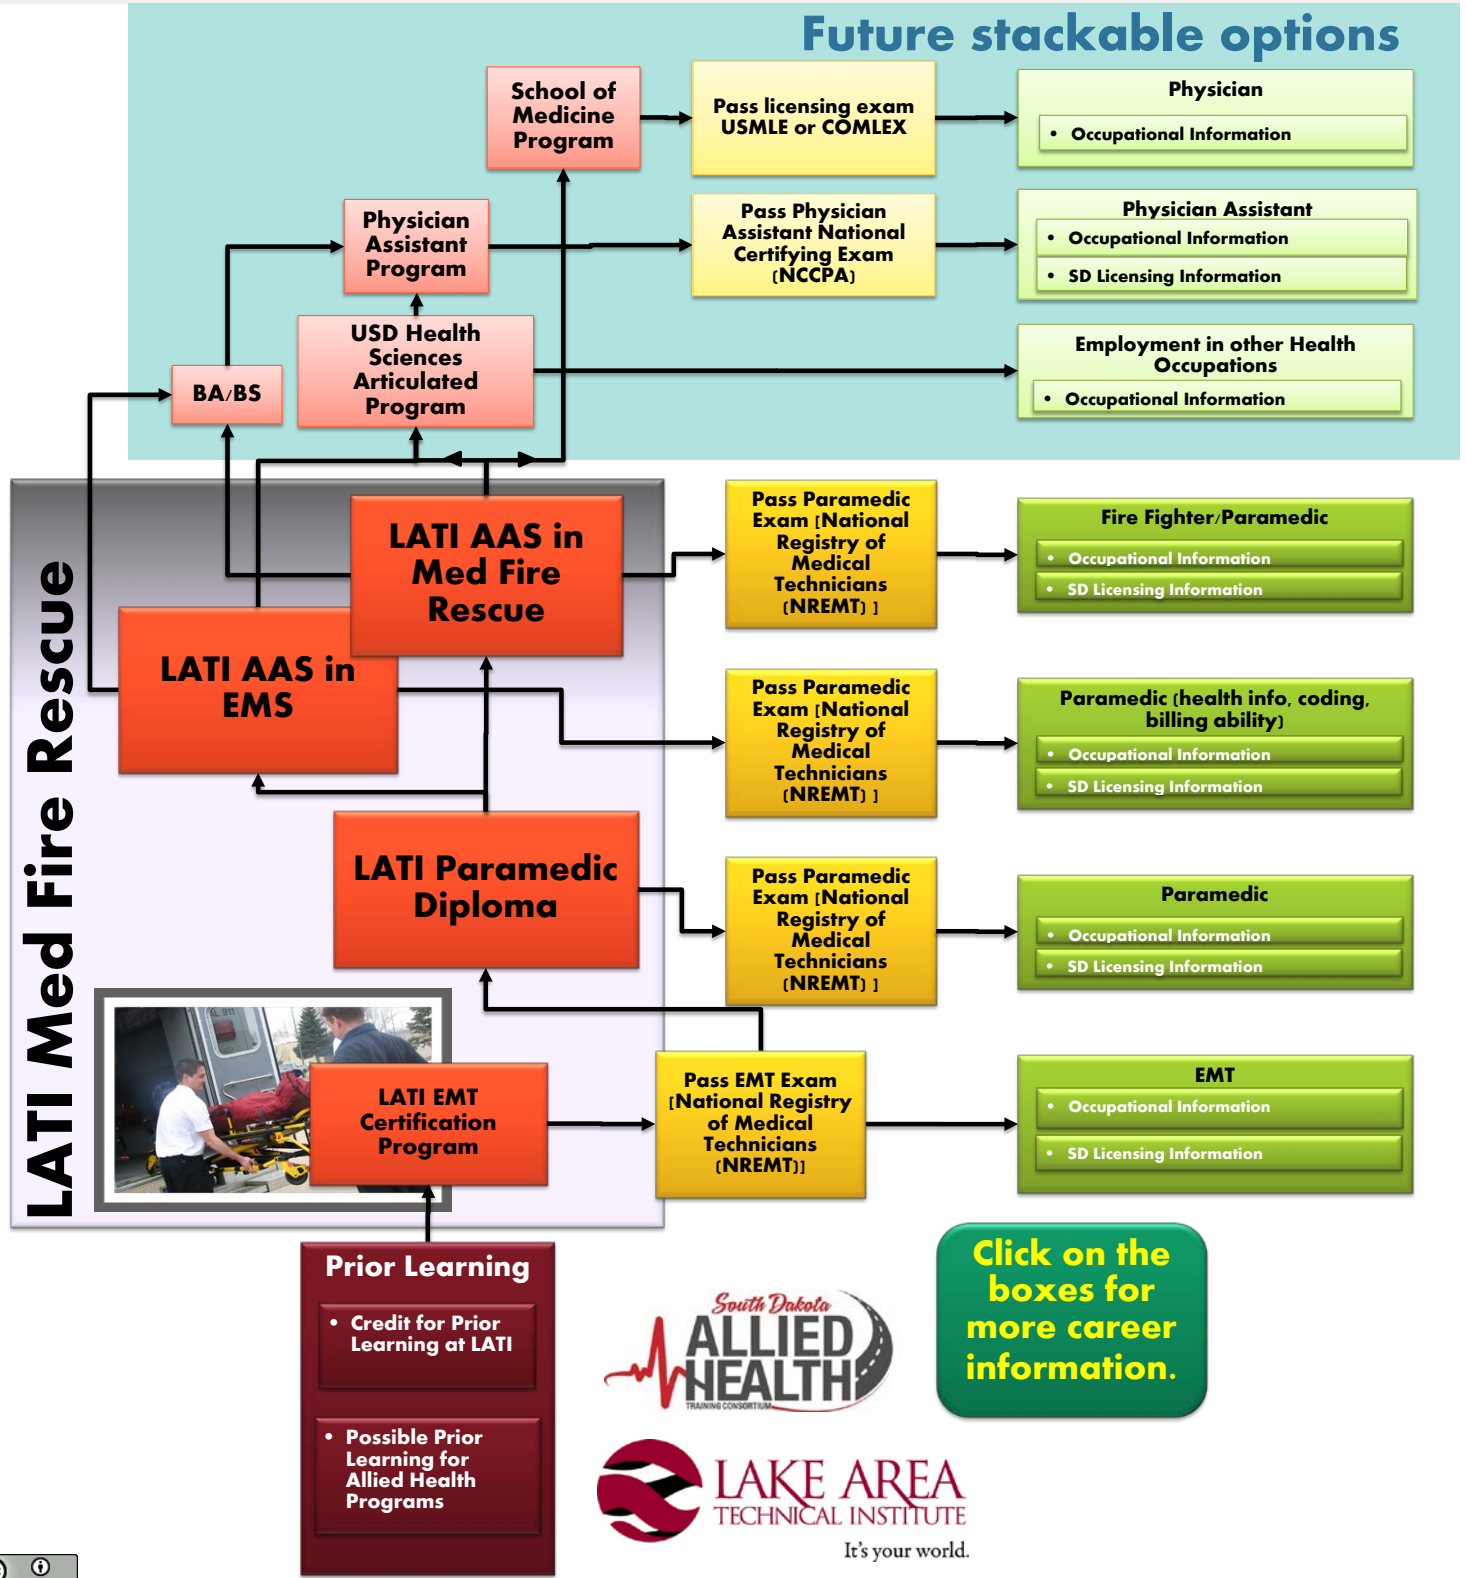 Future stackable options
School of
Medicine
Program
Pass licensing exam
USMLE or COMLEX
Physician
• Occupational Information
Physician
Assistant
Program
Pass Physician
Assistant National
Certifying Exam
(NCCPA)
Physician Assistant
• Occupational Information
• SD Licensing Information
USD Health
Sciences
Articulated
Program
Employment in other Health
Occupations
• Occupational Information
BA/BS
LATI Med Fire Rescue
LATI AAS in
Med Fire
Rescue
Pass Paramedic
Exam [National
Registry of
Medical
Technicians
(NREMT) ]
Fire Fighter/Paramedic
• Occupational Information
• SD Licensing Information
LATI AAS in
EMS
Pass Paramedic
Exam [National
Registry of
Medical
Technicians
(NREMT) ]
Paramedic (health info, coding,
billing ability)
• Occupational Information
• SD Licensing Information
LATI Paramedic
Diploma
Pass Paramedic
Exam [National
Registry of
Medical
Technicians
(NREMT) ]
Paramedic
• Occupational Information
• SD Licensing Information
LATI EMT
Certification
Program
Pass EMT Exam
[National Registry
of Medical
Technicians
(NREMT)]
EMT
• Occupational Information
• SD Licensing Information
Prior Learning
• Credit for Prior
Learning at LATI
• Possible Prior
Learning for
Allied Health
Programs
South Dakota
ALLIED
HEALTH
TRAINING CONSORTIUM
Click on the
boxes for
more career
information.
LAKE AREA
TECHNICAL INSTITUTE
It's your world.